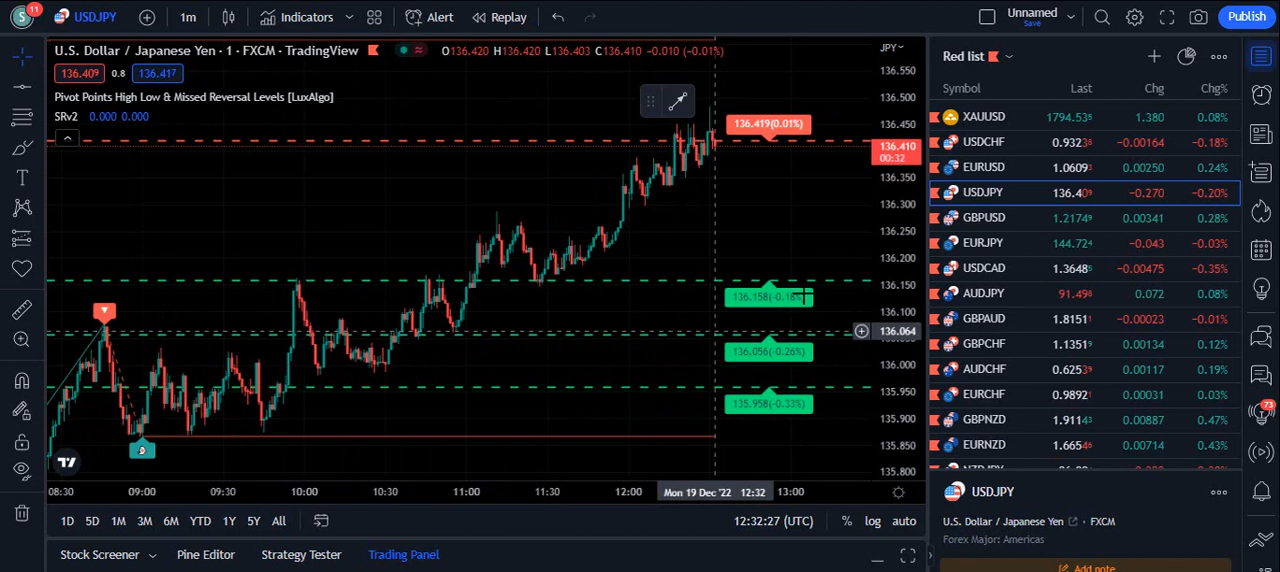 S 11 USDJPY 1m Indicators Alert Replay Unnamed Save Publish
U.S. Dollar / Japanese Yen · 1 · FXCM · TradingView O136.420 H136.420 L136.403 C136.410 -0.010 (-0.01%) JPY
136.409 0.8 136.417
Pivot Points High Low & Missed Reversal Levels [LuxAlgo]
SRv2 0.000 0.000
136.419(0.01%)
136.158(-0.18%)
136.056(-0.26%)
135.958(-0.33%)
136.550
136.500
136.450
136.410
00:32
136.350
136.300
136.250
136.200
136.150
136.100
136.064
136.000
135.950
135.900
135.850
135.800
08:30 09:00 09:30 10:00 10:30 11:00 11:30 12:00 Mon 19 Dec '22 12:32 13:00
1D 5D 1M 3M 6M YTD 1Y 5Y All 12:32:27 (UTC) % log auto
Stock Screener Pine Editor Strategy Tester Trading Panel
Red list
Symbol Last Chg Chg%
XAUUSD 1794.535 1.380 0.08%
USDCHF 0.93236 -0.00164 -0.18%
EURUSD 1.0609 0.00250 0.24%
USDJPY 136.409 -0.270 -0.20%
GBPUSD 1.21749 0.00341 0.28%
EURJPY 144.724 -0.043 -0.03%
USDCAD 1.3648 -0.00475 -0.35%
AUDJPY 91.498 0.072 0.08%
GBPAUD 1.8151 -0.00023 -0.01%
GBPCHF 1.13519 0.00134 0.12%
AUDCHF 0.62539 0.00117 0.19%
EURCHF 0.9892 0.00031 0.03%
GBPNZD 1.9114 0.00887 0.47%
EURNZD 1.6654 0.00714 0.43%
73
USDJPY
U.S. Dollar / Japanese Yen · FXCM
Forex Major: Americas
Add note